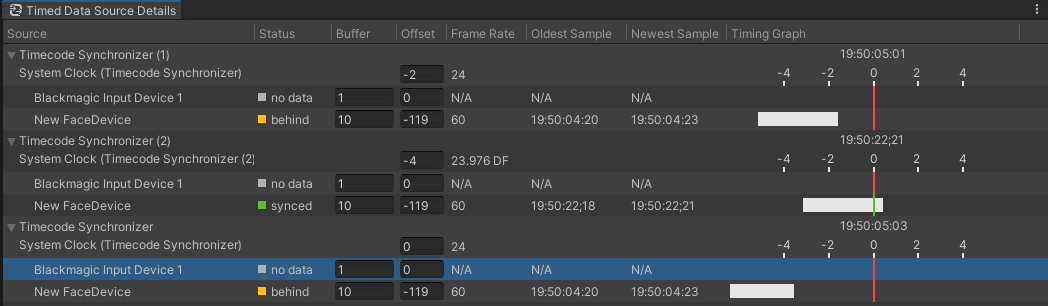 Timed Data Source Details
Source Status Buffer Offset Frame Rate Oldest Sample Newest Sample Timing Graph
Timecode Synchronizer (1) 19:50:05:01
System Clock (Timecode Synchronizer) -2 24 -4 -2 0 2 4
Blackmagic Input Device 1 no data 1 0 N/A N/A N/A
New FaceDevice behind 10 -119 60 19:50:04:20 19:50:04:23
Timecode Synchronizer (2) 19:50:22;21
System Clock (Timecode Synchronizer (2) -4 23.976 DF -4 -2 0 2 4
Blackmagic Input Device 1 no data 1 0 N/A N/A N/A
New FaceDevice synced 10 -119 60 19:50:22;18 19:50:22;21
Timecode Synchronizer 19:50:05:03
System Clock (Timecode Synchronizer) 0 24 -4 -2 0 2 4
Blackmagic Input Device 1 no data 1 0 N/A N/A N/A
New FaceDevice behind 10 -119 60 19:50:04:20 19:50:04:23